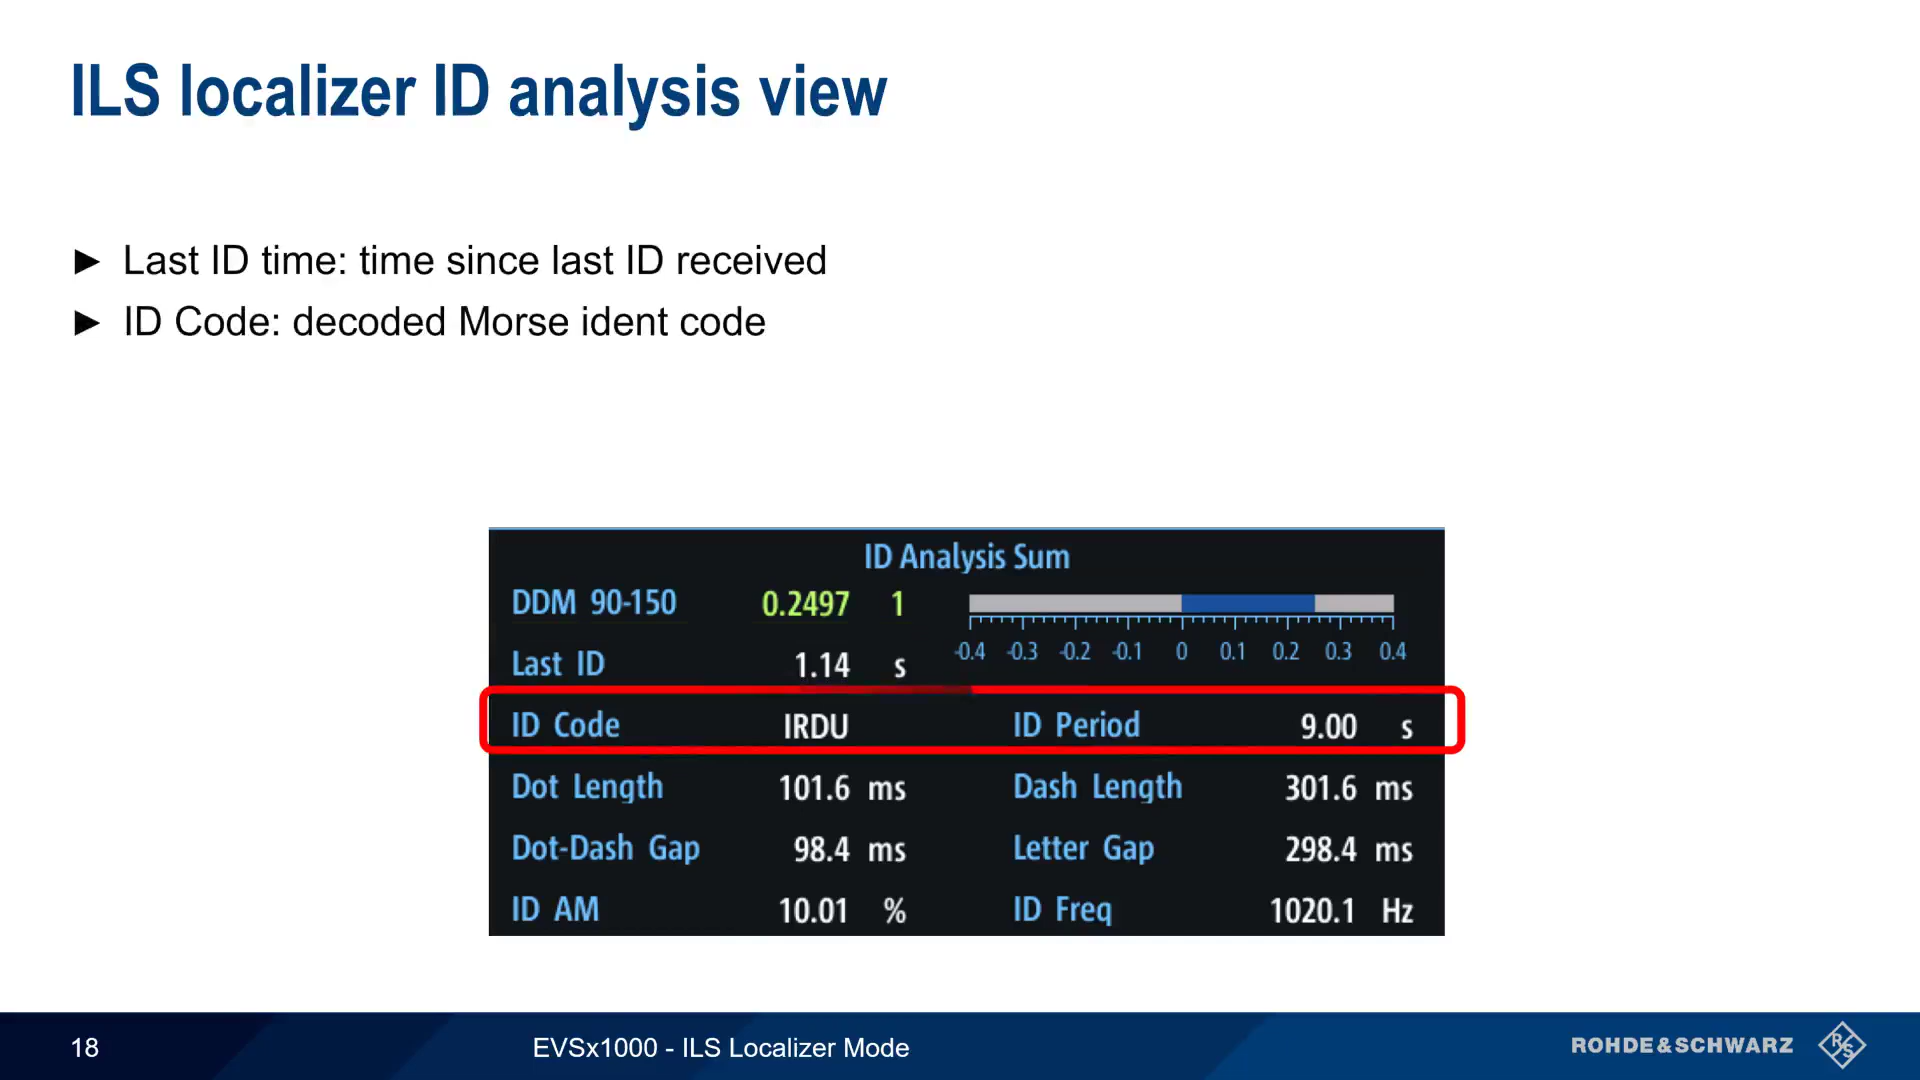 ILS localizer ID analysis view
► Last ID time: time since last ID received
► ID Code: decoded Morse ident code
ID Analysis Sum
DDM 90-150 0.2497 1
-0.4 -0.3 -0.2 -0.1 0 0.1 0.2 0.3 0.4
Last ID 1.14 s
ID Code IRDU ID Period 9.00 s
Dot Length 101.6 ms Dash Length 301.6 ms
Dot-Dash Gap 98.4 ms Letter Gap 298.4 ms
ID AM 10.01 % ID Freq 1020.1 Hz
18 EVSx1000 - ILS Localizer Mode ROHDE&SCHWARZ RS